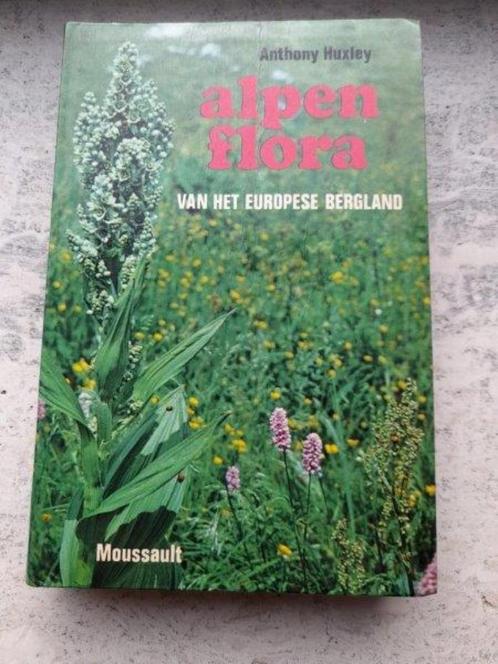 Anthony Huxley
alpen
flora
VAN HET EUROPESE BERGLAND
Moussault